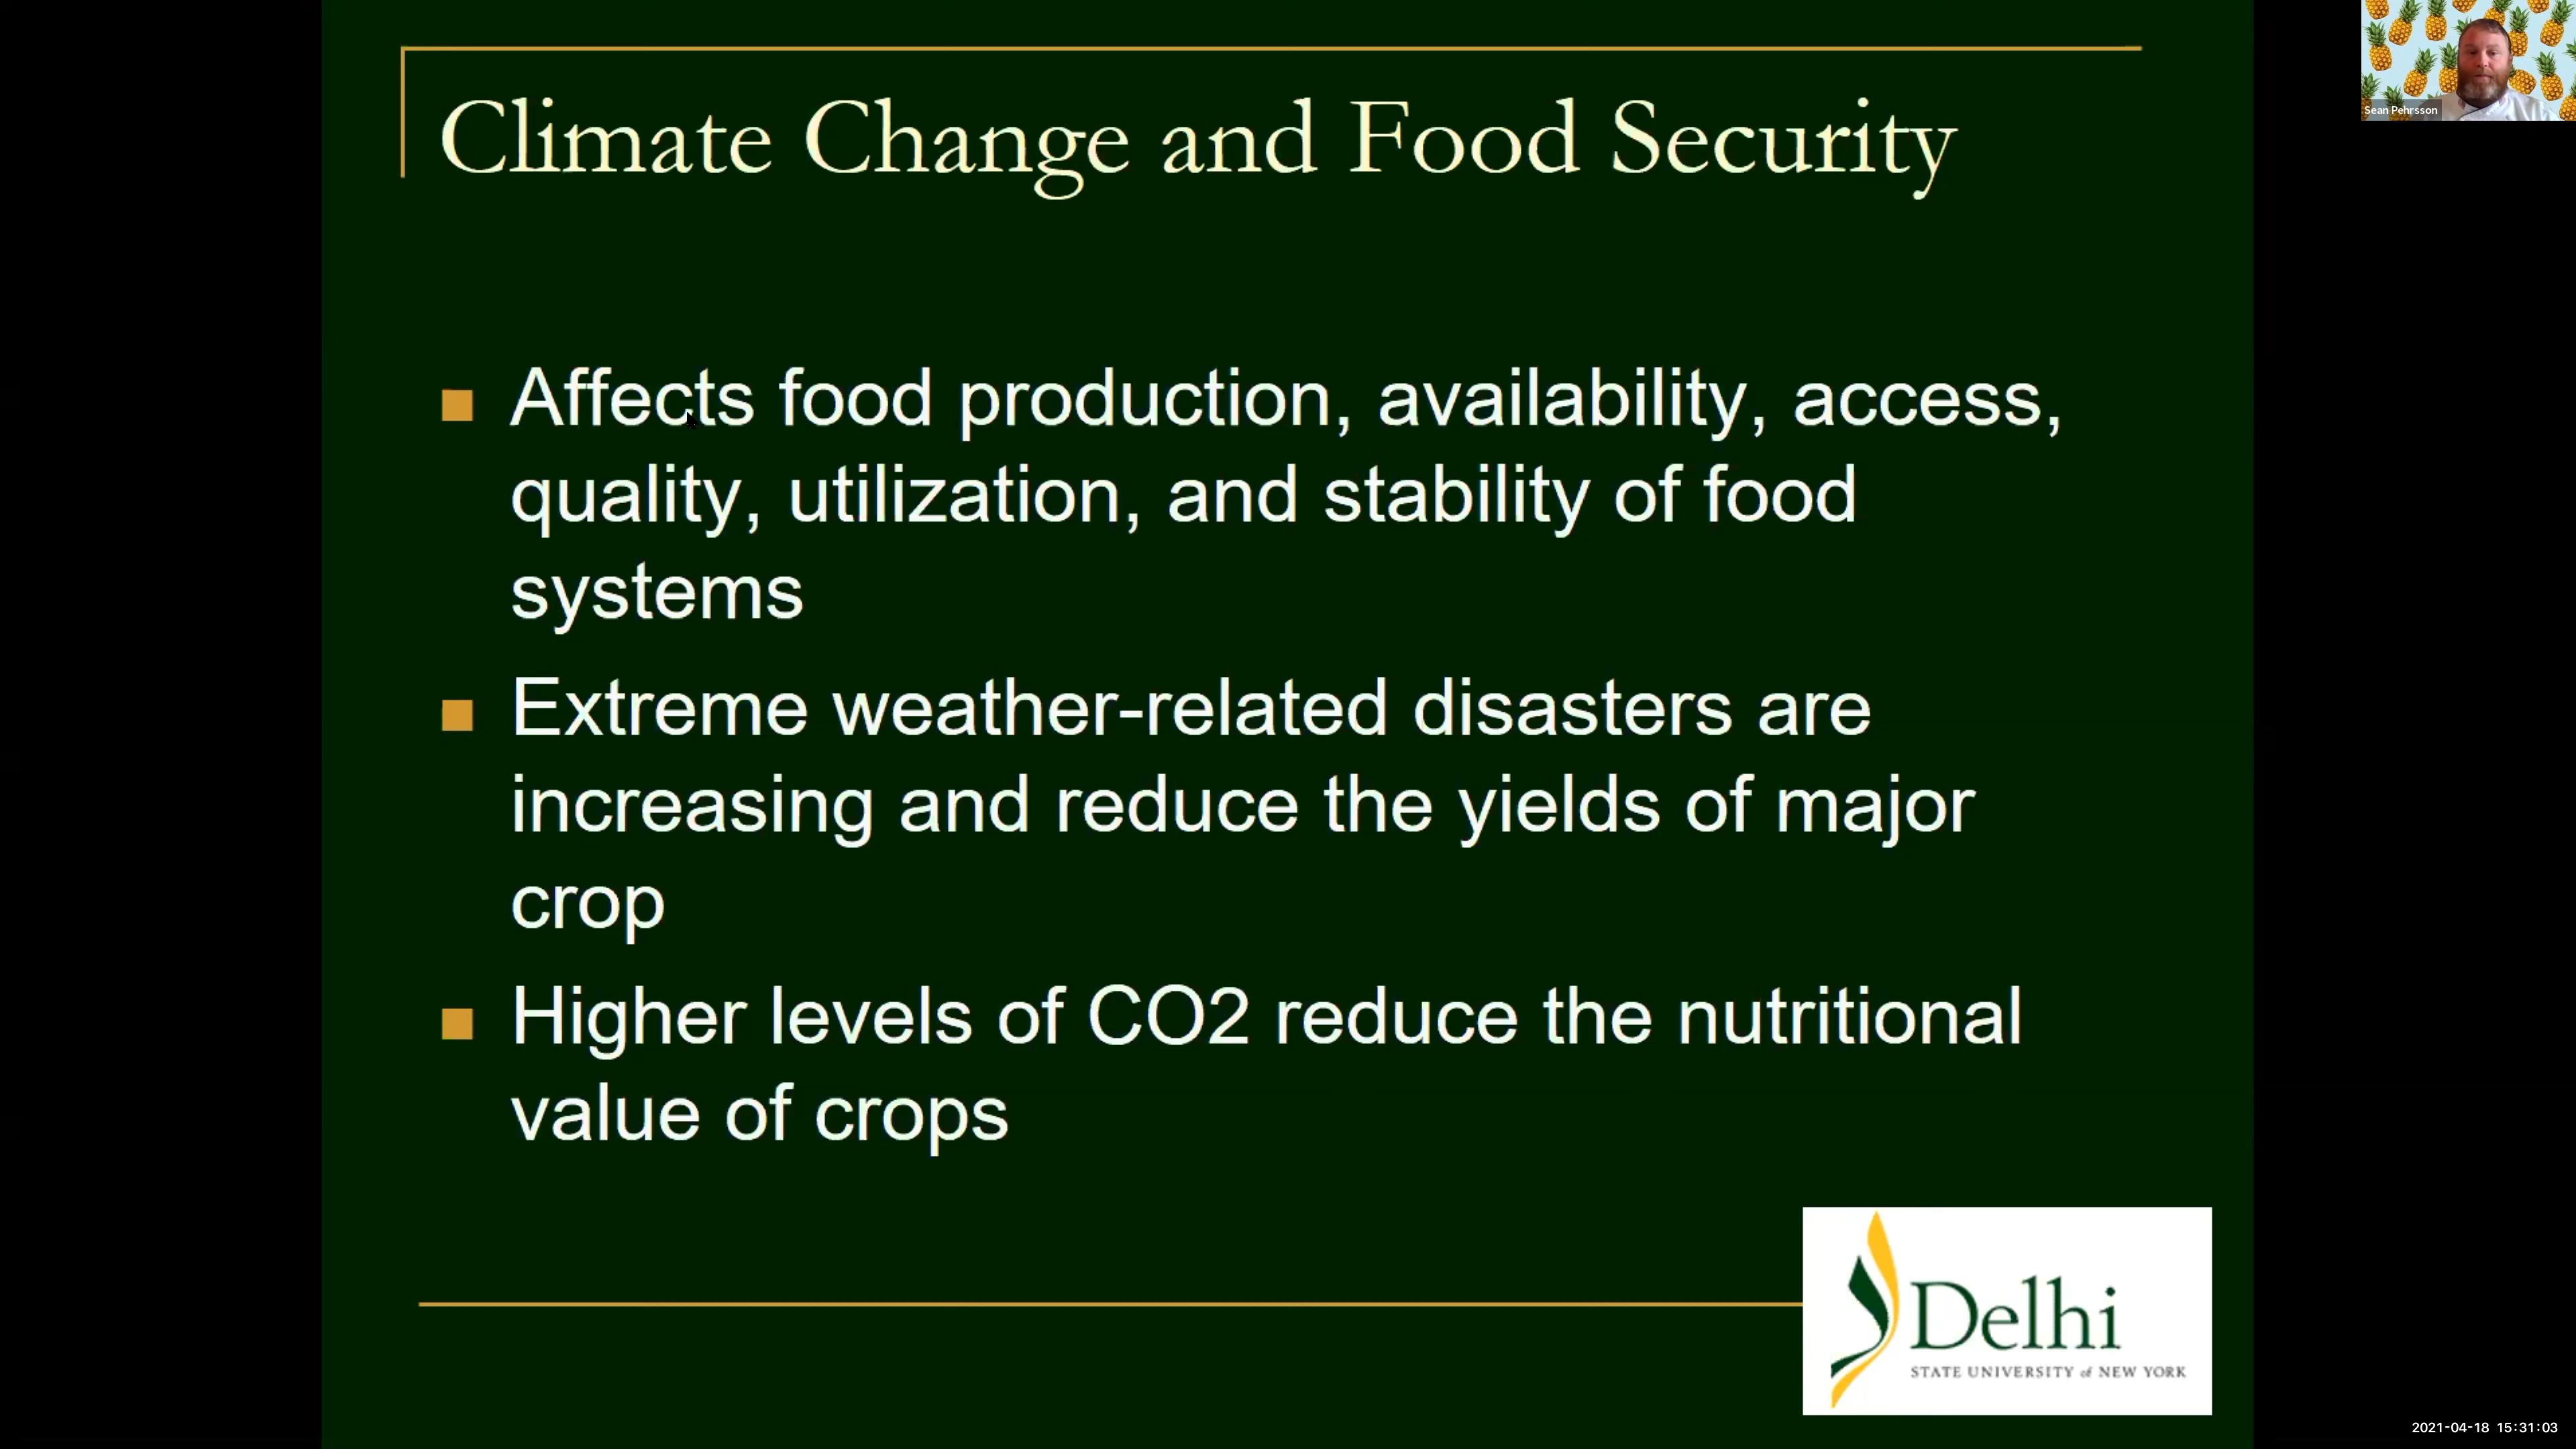 Climate Change and Food Security
Sean Pehrsson
Affects food production, availability, access,
quality, utilization, and stability of food
systems
Extreme weather-related disasters are
increasing and reduce the yields of major
crop
Higher levels of CO2 reduce the nutritional
value of crops
Delhi
STATE UNIVERSITY of NEW YORK
2021-04-18 15:31:03